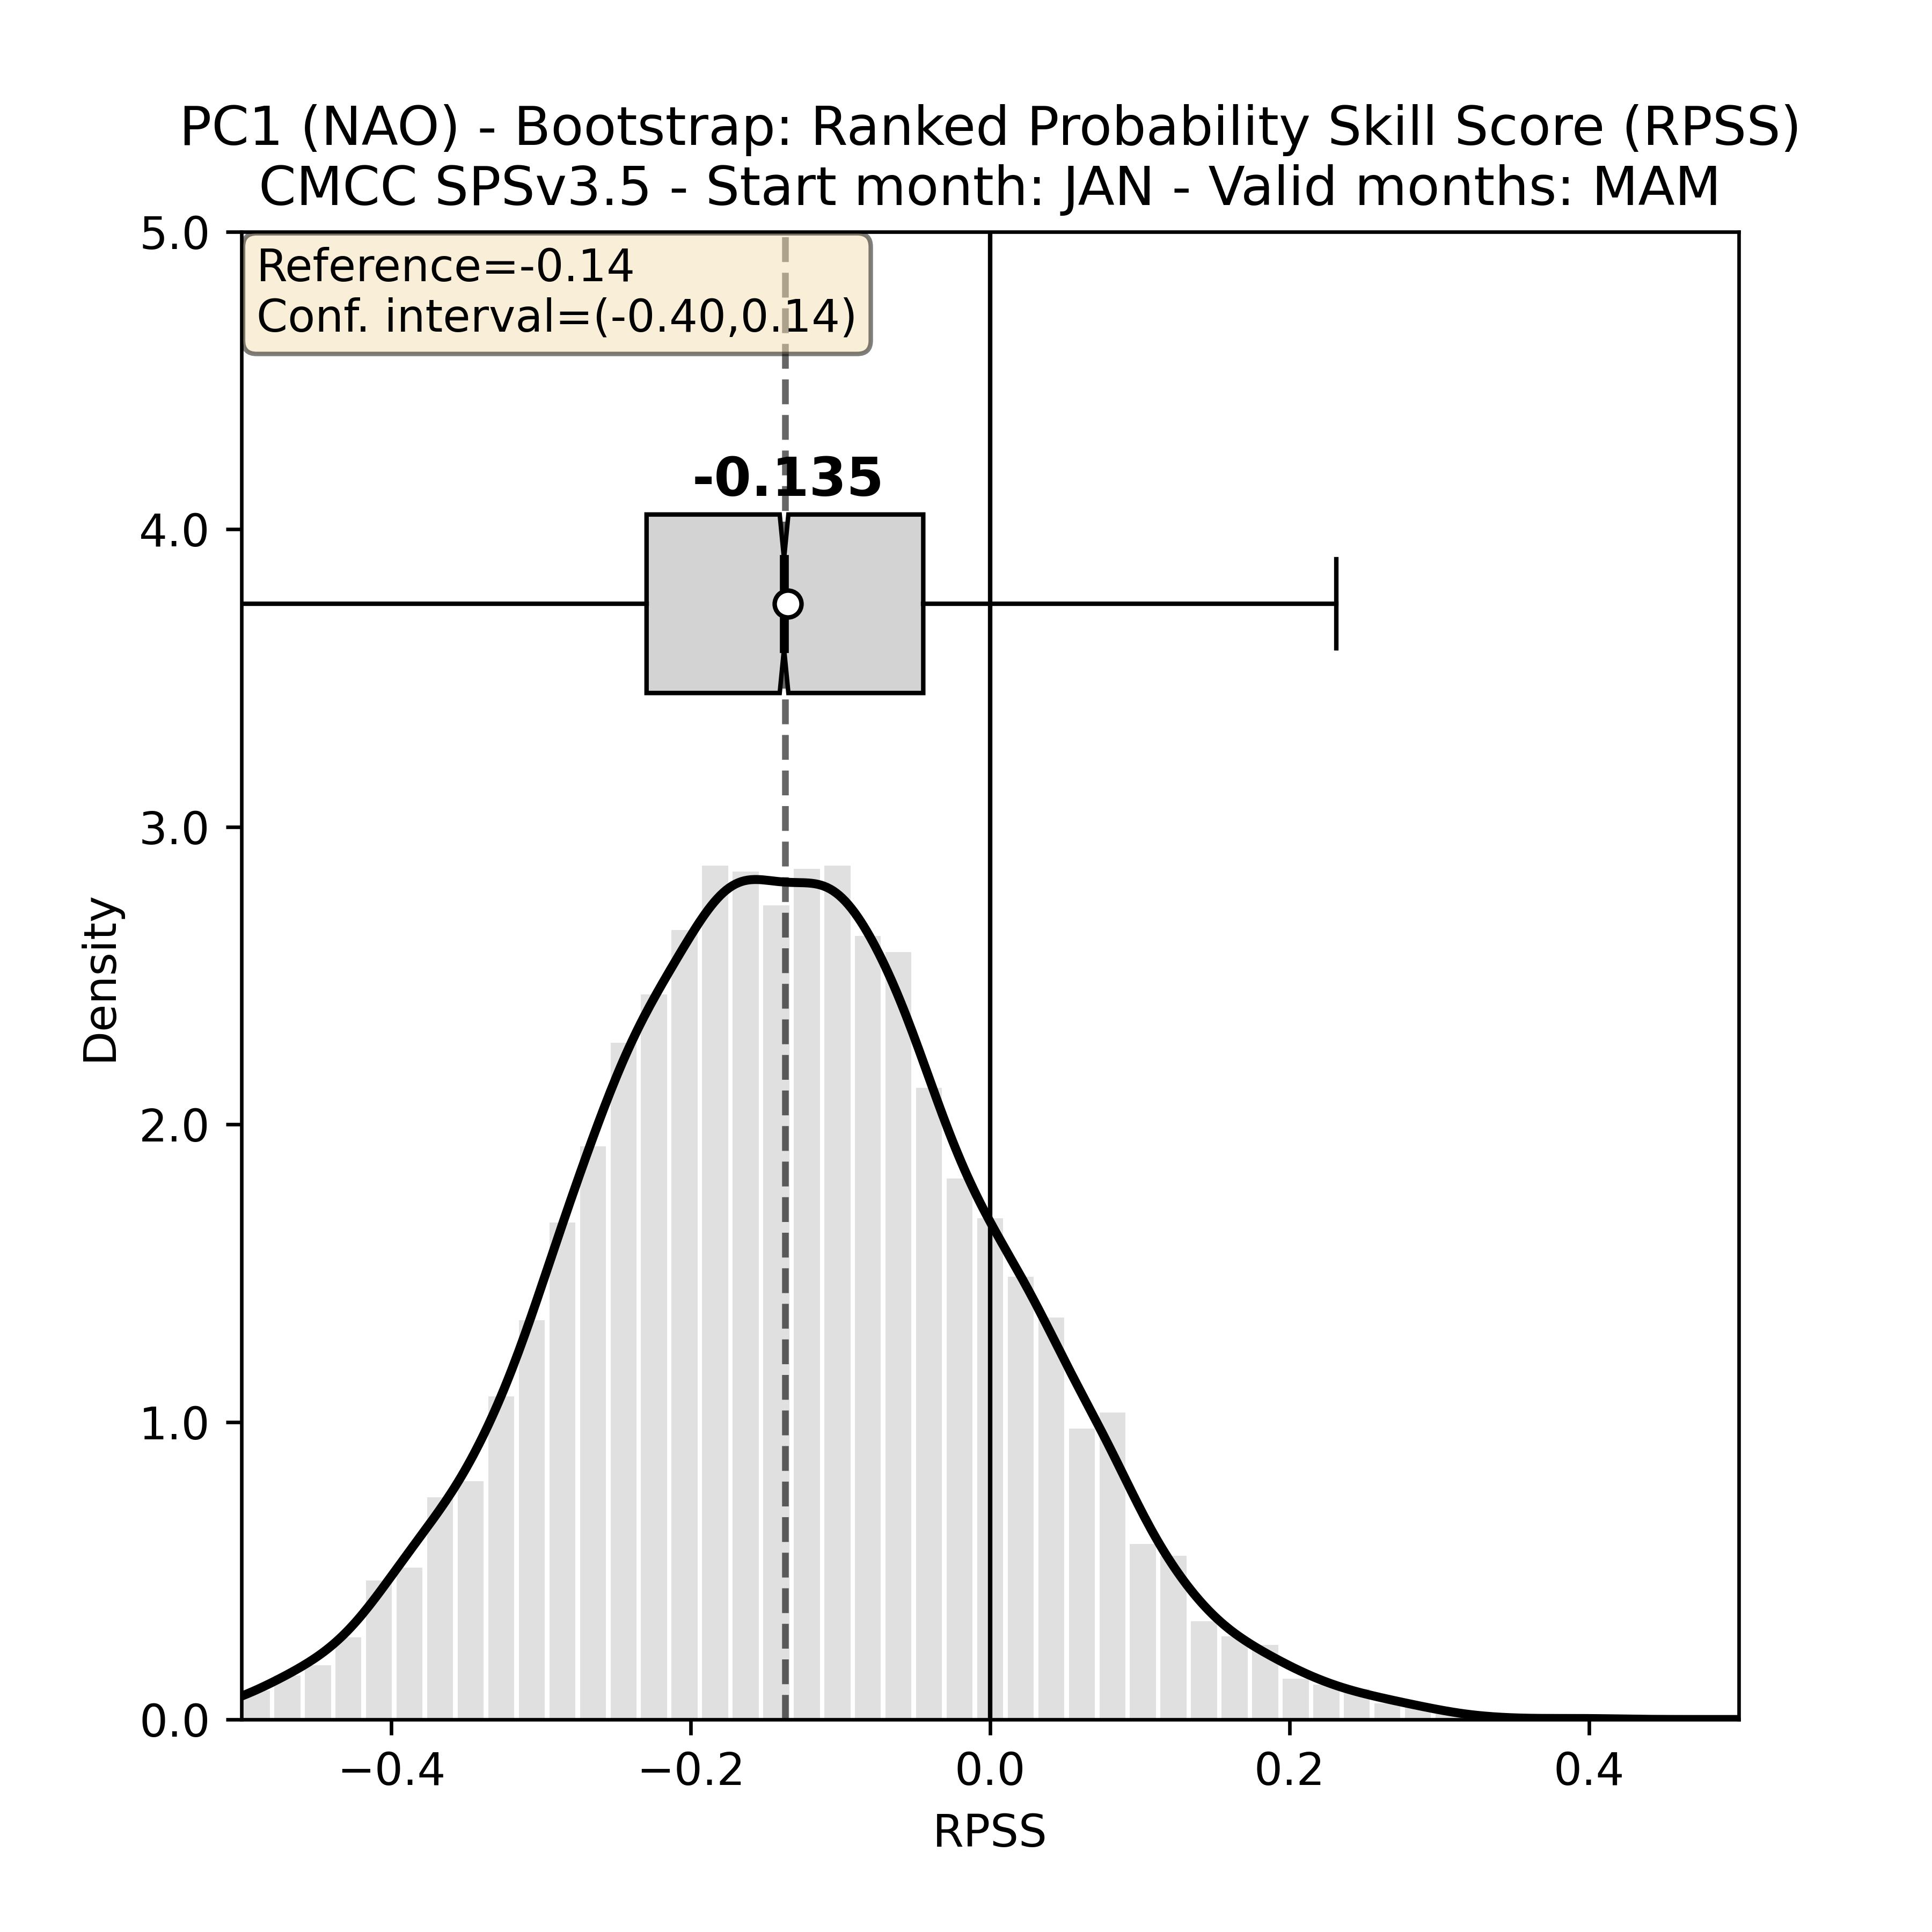 PC1 (NAO) - Bootstrap: Ranked Probability Skill Score (RPSS)
CMCC SPSv3.5 - Start month: JAN - Valid months: MAM
5.0
Reference=-0.14
Conf. interval=(-0.40,0.14)
-0.135
4.0
3.0
Density
2.0
1.0
0.0
−0.4 −0.2 0.0 0.2 0.4
RPSS